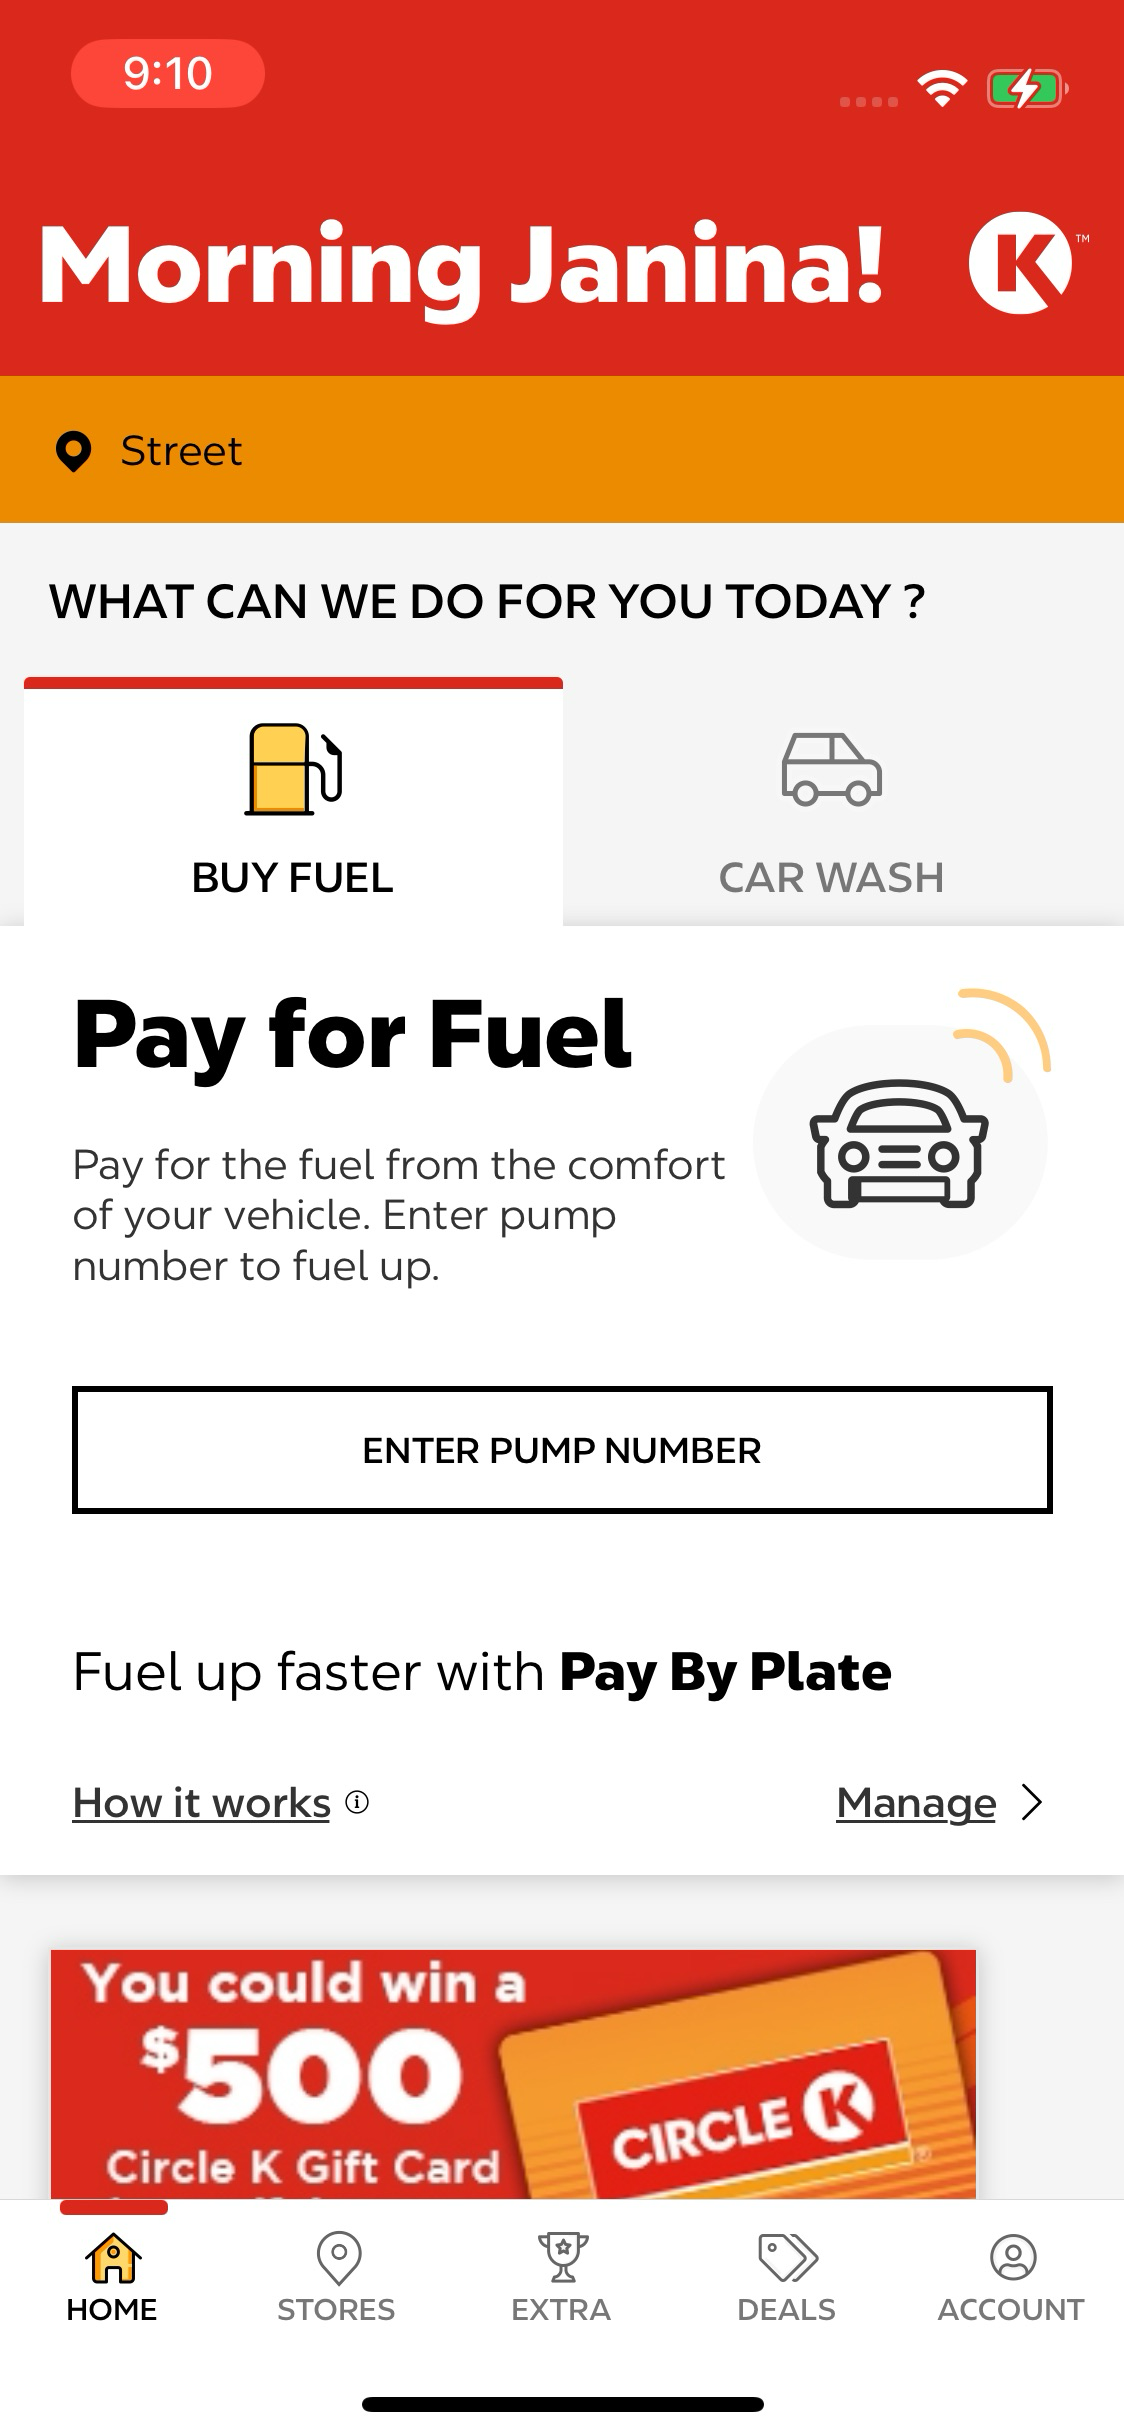 9:10
Morning Janina!
K
™
Street
WHAT CAN WE DO FOR YOU TODAY ?
BUY FUEL
CAR WASH
Pay for Fuel
Pay for the fuel from the comfort
of your vehicle. Enter pump
number to fuel up.
ENTER PUMP NUMBER
Fuel up faster with Pay By Plate
How it works
Manage
You could win a
$500
Circle K Gift Card
CIRCLE K
®
HOME
STORES
EXTRA
DEALS
ACCOUNT